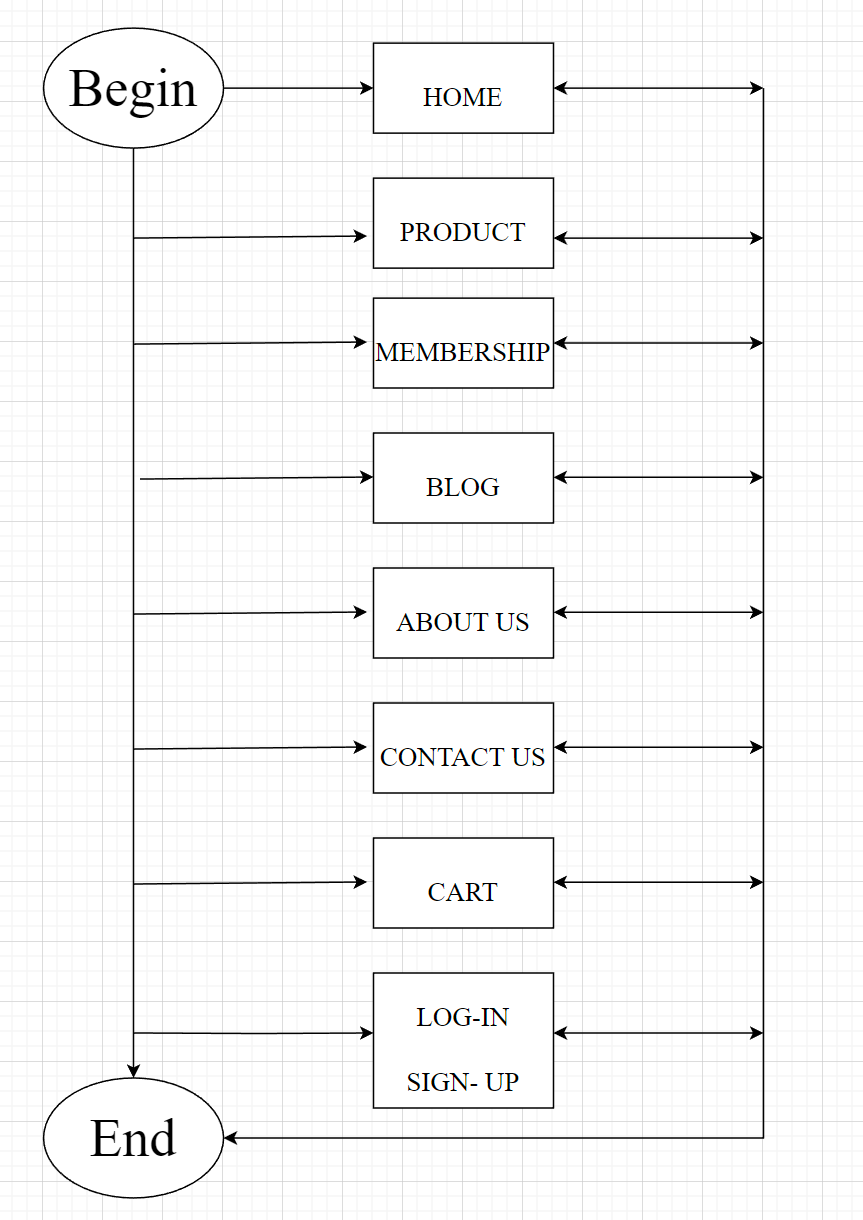 Begin
HOME
PRODUCT
MEMBERSHIP
BLOG
ABOUT US
CONTACT US
CART
LOG-IN
SIGN- UP
End